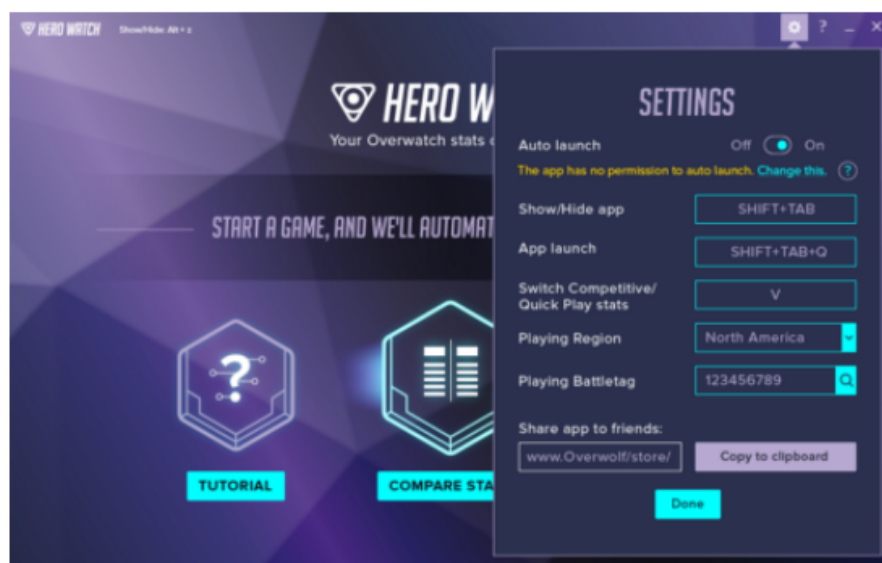 HERO WATCH
Show/Hide: Alt + z
?
HERO W
Your Overwatch stats
START A GAME, AND WE'LL AUTOMAT
?
TUTORIAL
COMPARE STA
SETTINGS
Auto launch
Off On
The app has no permission to auto launch. Change this. ?
Show/Hide app
SHIFT+TAB
App launch
SHIFT+TAB+Q
Switch Competitive/
Quick Play stats
V
Playing Region
North America
Playing Battletag
123456789
Share app to friends:
www.Overwolf/store/
Copy to clipboard
Done